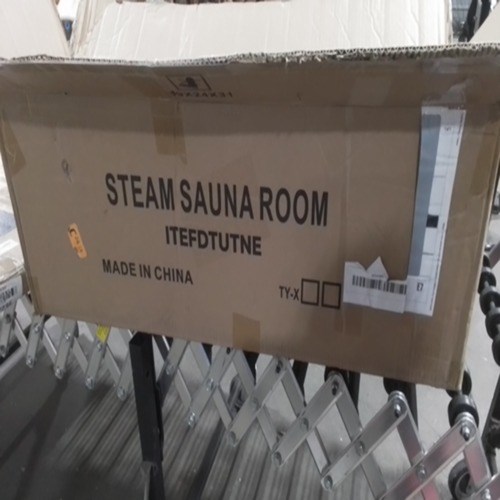 STEAM SAUNA ROOM
ITEFDTUTNE
MADE IN CHINA
TY-X